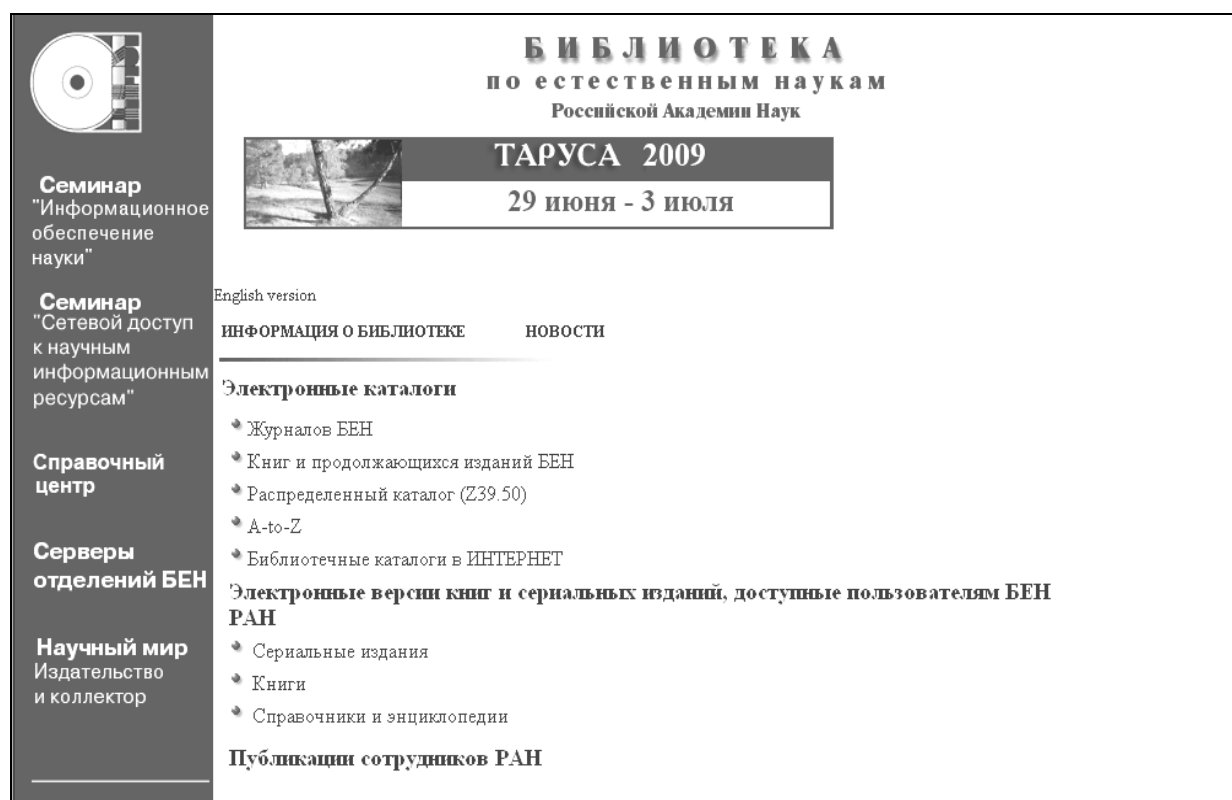 БИБЛИОТЕКА
по естественным наукам
Российской Академии Наук
ТАРУСА 2009
29 июня - 3 июля
Семинар
"Информационное
обеспечение
науки"
Семинар
"Сетевой доступ
к научным
информационным
ресурсам"
Справочный
центр
Серверы
отделений БЕН
Научный мир
Издательство
и коллектор
English version
ИНФОРМАЦИЯ О БИБЛИОТЕКЕ НОВОСТИ
Электронные каталоги
Журналов БЕН
Книг и продолжающихся изданий БЕН
Распределенный каталог (Z39.50)
A-to-Z
Библиотечные каталоги в ИНТЕРНЕТ
Электронные версии книг и сериальных изданий, доступные пользователям БЕН
РАН
Сериальные издания
Книги
Справочники и энциклопедии
Публикации сотрудников РАН